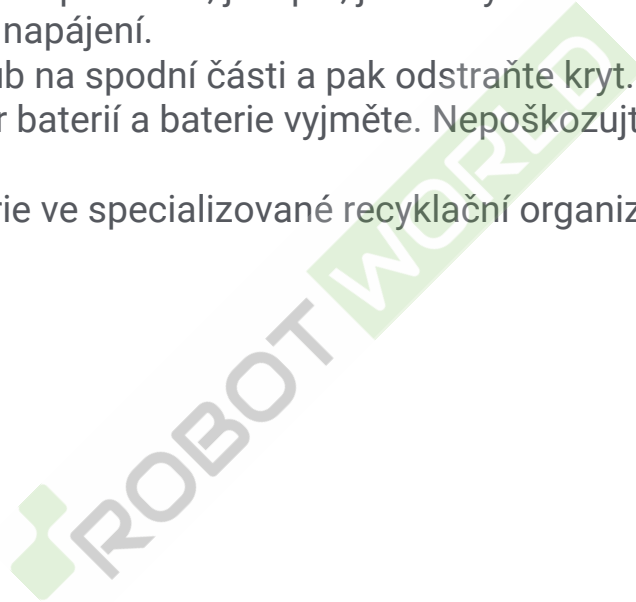 napájení.
b na spodní části a pak odstraňte kryt.
r baterií a baterie vyjměte. Nepoškozujt
rie ve specializované recyklační organiz
ROBOT WORLD